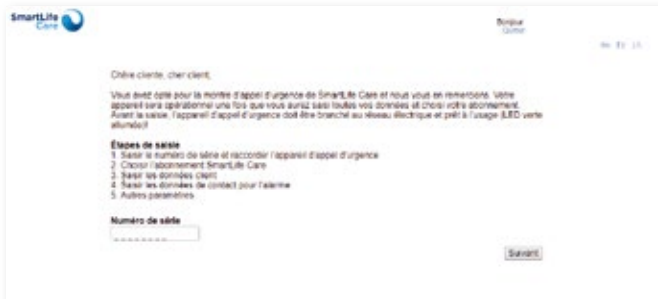 SmartLife
Care
Bonjour
Chère cliente, cher client,
Vous avez opté pour la montre d'appel d'urgence de SmartLife Care et nous vous en remercions. Votre
appareil sera opérationnel une fois que vous aurez saisi toutes vos données et choisi votre abonnement.
Avant la saisie, l'appareil d'appel d'urgence doit être branché au réseau électrique et prêt à l'usage (LED verte
allumée)!
Étapes de saisie
1. Saisir le numéro de série et raccorder l'appareil d'appel d'urgence
2. Choisir l'abonnement SmartLife Care
3. Saisir les données client
4. Saisir les données de contact pour l'alarme
5. Autres paramètres
Numéro de série
Suivant